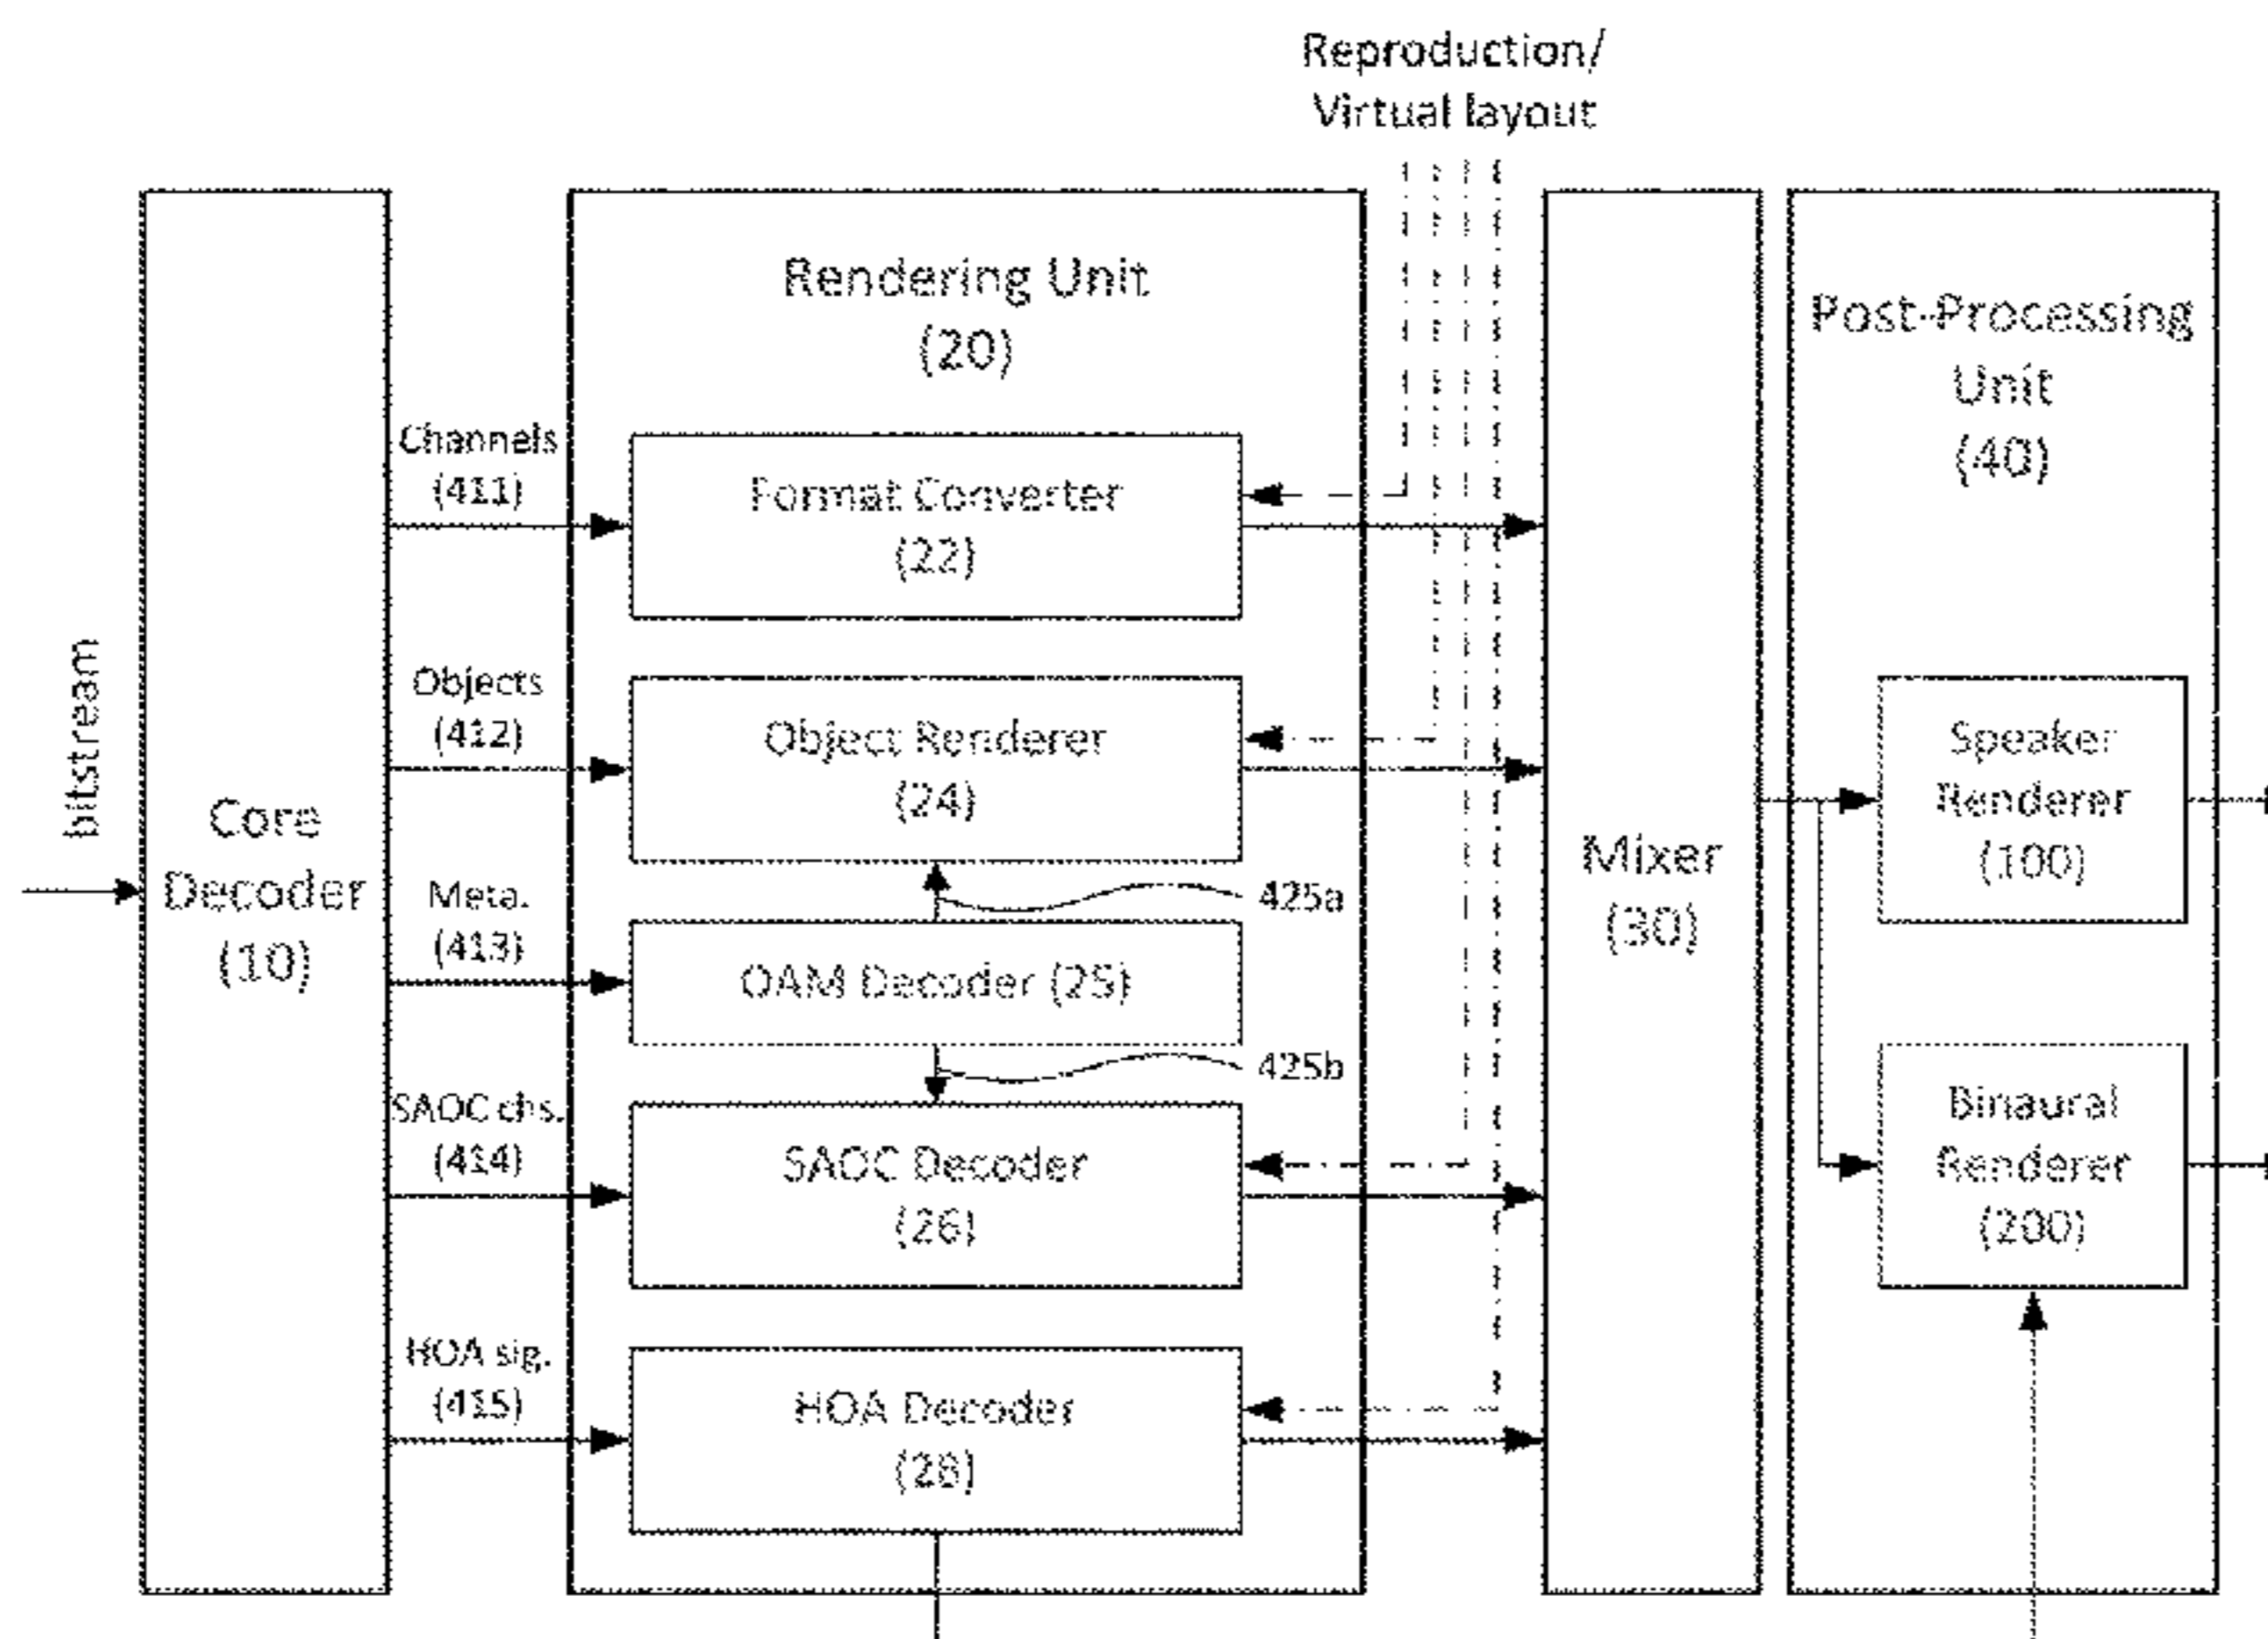 Reproduction/
Virtual layout
bitstream
Core
Decoder
(10)
Channels
(411)
Objects
(412)
Meta.
(413)
SAOC chs.
(414)
HOA sig.
(415)
Rendering Unit
(20)
Format Converter
(22)
Object Renderer
(24)
425a
OAM Decoder (25)
425b
SAOC Decoder
(26)
HOA Decoder
(28)
Mixer
(30)
Post-Processing
Unit
(40)
Speaker
Renderer
(100)
Binaural
Renderer
(200)